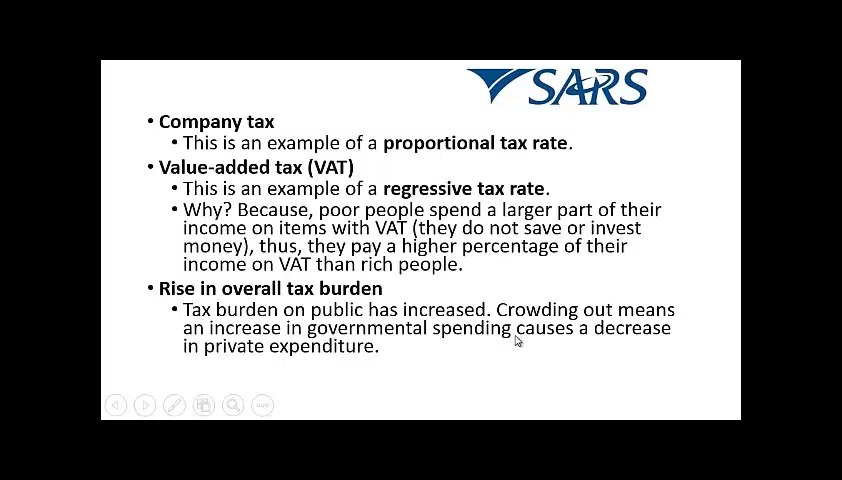 SARS
• Company tax
• This is an example of a proportional tax rate.
• Value-added tax (VAT)
• This is an example of a regressive tax rate.
• Why? Because, poor people spend a larger part of their
income on items with VAT (they do not save or invest
money), thus, they pay a higher percentage of their
income on VAT than rich people.
• Rise in overall tax burden
• Tax burden on public has increased. Crowding out means
an increase in governmental spending causes a decrease
in private expenditure.